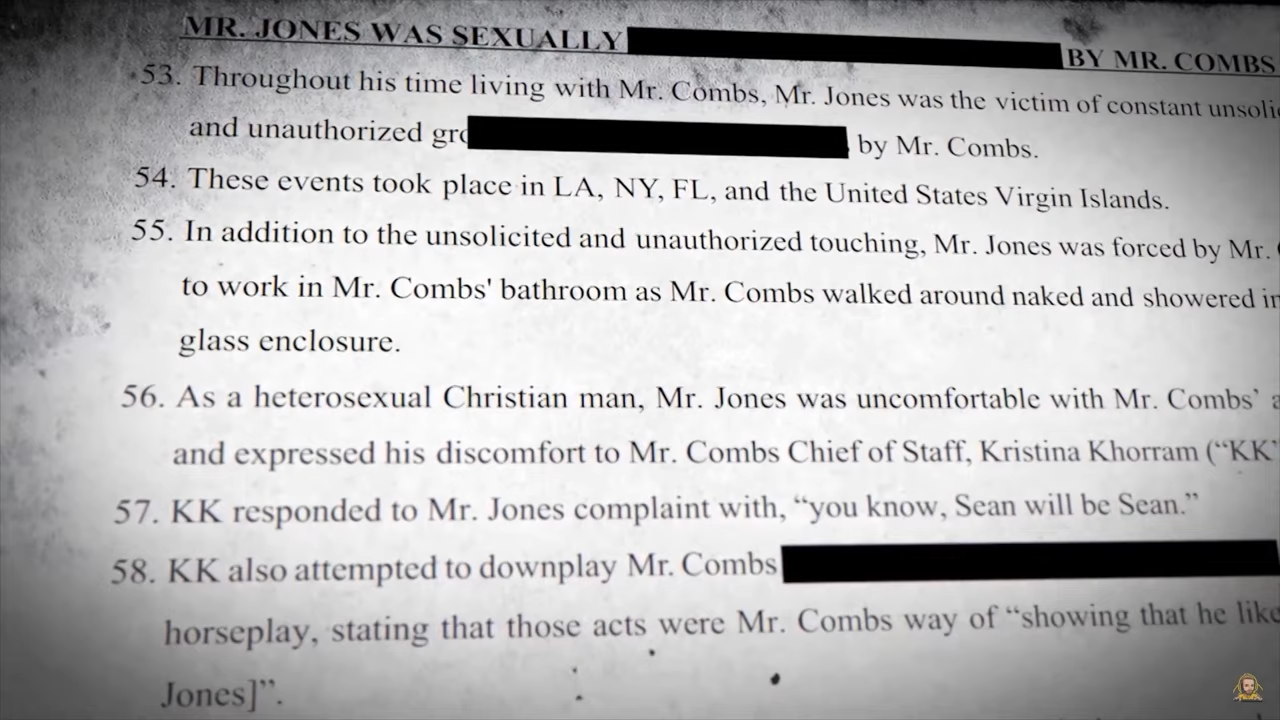 MR. JONES WAS SEXUALLY BY MR. COMBS
53. Throughout his time living with Mr. Combs, Mr. Jones was the victim of constant
and unauthorized by Mr. Combs.
54. These events took place in LA, NY, FL, and the United States Virgin Islands.
55. In addition to the unsolicited and unauthorized touching, Mr. Jones was forced by Mr.
to work in Mr. Combs' bathroom as Mr. Combs walked around naked and showered in
glass enclosure.
56. As a heterosexual Christian man, Mr. Jones was uncomfortable with Mr. Combs’
and expressed his discomfort to Mr. Combs Chief of Staff, Kristina Khorram (“KK”
57. KK responded to Mr. Jones complaint with, “you know, Sean will be Sean.”
58. KK also attempted to downplay Mr. Combs
horseplay, stating that those acts were Mr. Combs way of “showing that he
Jones]”.